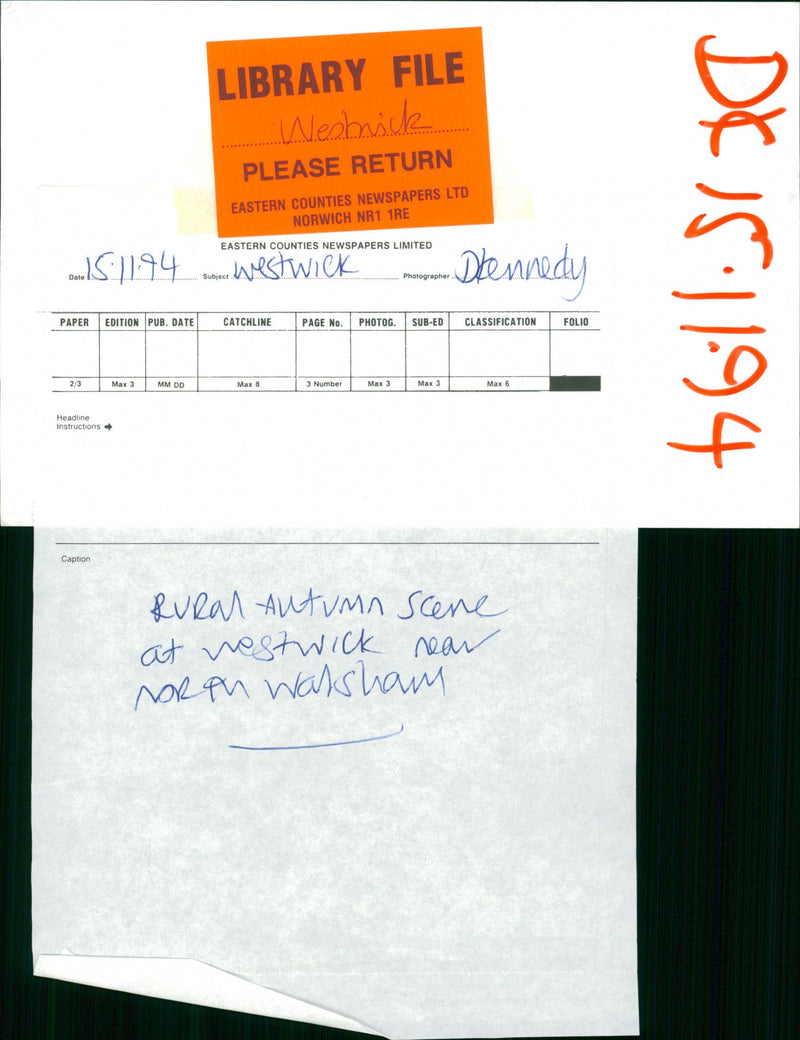 LIBRARY FILE
Westwick
PLEASE RETURN
EASTERN COUNTIES NEWSPAPERS LTD
NORWICH NR1 1RE
EASTERN COUNTIES NEWSPAPERS LIMITED
Date 15.11.94 Subject westwick Photographer DKennedy
PAPER EDITION PUB. DATE CATCHLINE PAGE No. PHOTOG. SUB-ED CLASSIFICATION FOLIO
2/3 Max 3 MM DD Max 8 3 Number Max 3 Max 3 Max 6
Headline
Instructions ➔
Caption
RURAL AUTUMN Scene
at westwick near
NORTH Walsham
DK 15.11.94